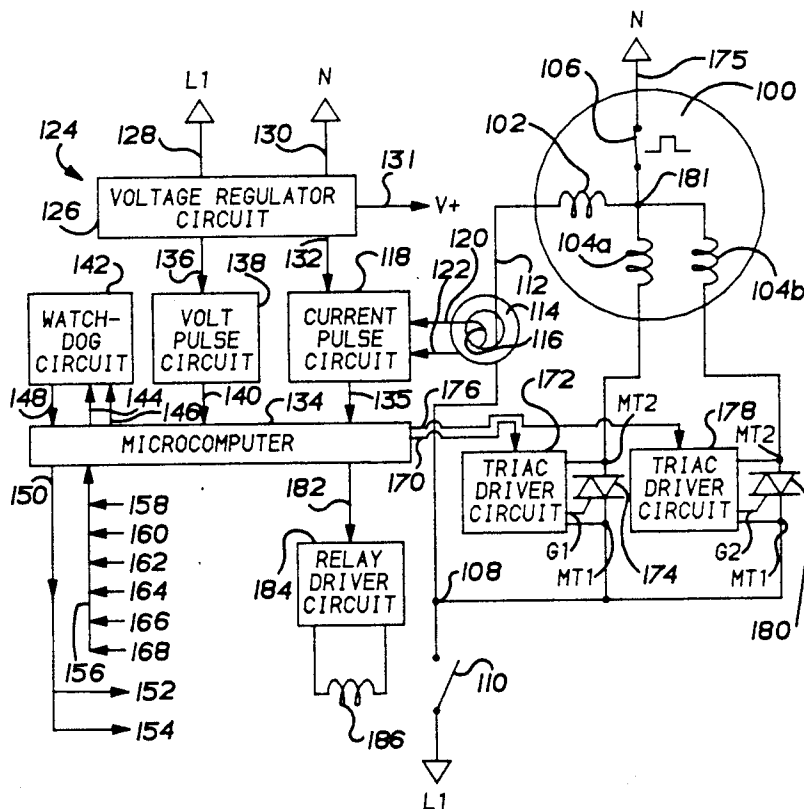 N
L1
N
175
106
100
128
130
102
124
131
181
VOLTAGE REGULATOR
CIRCUIT
V+
126
120
104a
142
136
138
132
118
122
112
114
104b
WATCH-
DOG
CIRCUIT
VOLT
PULSE
CIRCUIT
CURRENT
PULSE
CIRCUIT
116
148
144
146
140
134
135
176
172
MT2
178
MT2
MICROCOMPUTER
170
TRIAC
DRIVER
CIRCUIT
TRIAC
DRIVER
CIRCUIT
150
182
158
160
162
164
166
168
156
184
RELAY
DRIVER
CIRCUIT
108
G1
MT1
174
G2
MT1
180
152
154
186
110
L1